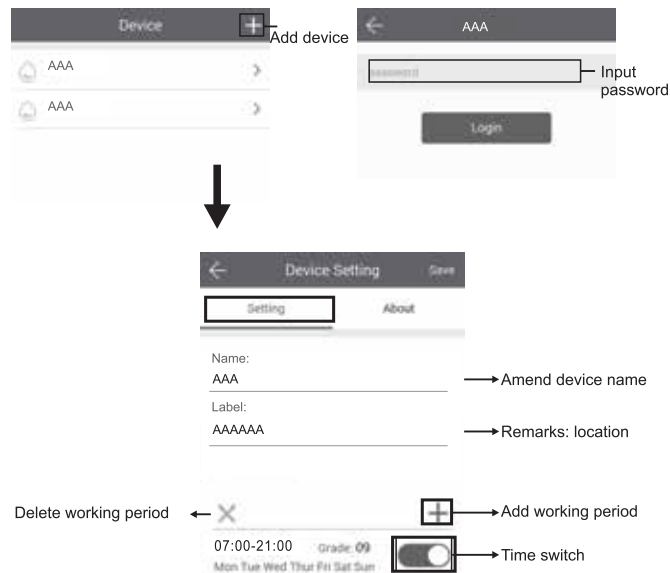 Device
Add device
AAA
AAA
AAA
password
Input
password
Login
Device Setting
Save
Setting
About
Name:
AAA
Amend device name
Label:
AAAAAA
Remarks: location
Delete working period
Add working period
07:00-21:00
Grade: 09
Time switch
Mon Tue Wed Thur Fri Sat Sun